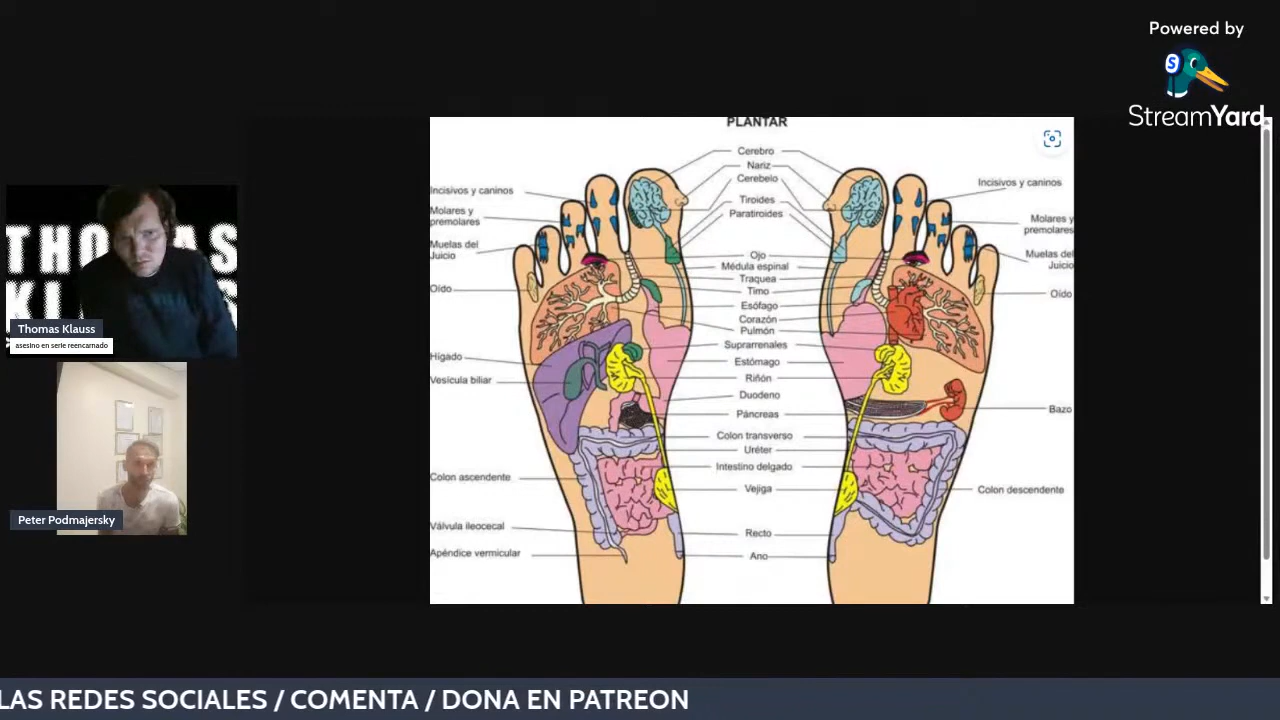 Powered by
StreamYard
PLANTAR
Cerebro
Nariz
Cerebelo
Tiroides
Paratiroides
Ojo
Médula espinal
Traquea
Timo
Esófago
Corazón
Pulmón
Suprarrenales
Estómago
Riñón
Duodeno
Páncreas
Colon transverso
Uréter
Intestino delgado
Vejiga
Recto
Ano
Incisivos y caninos
Molares y
premolares
Muelas del
Juicio
Oído
Hígado
Vesícula biliar
Colon ascendente
Válvula ileocecal
Apéndice vermicular
Incisivos y caninos
Molares y
premolares
Muelas del
Juicio
Oído
Bazo
Colon descendente
THOMAS
Thomas Klauss
asesino en serie reencarnado
Peter Podmajersky
LAS REDES SOCIALES / COMENTA / DONA EN PATREON